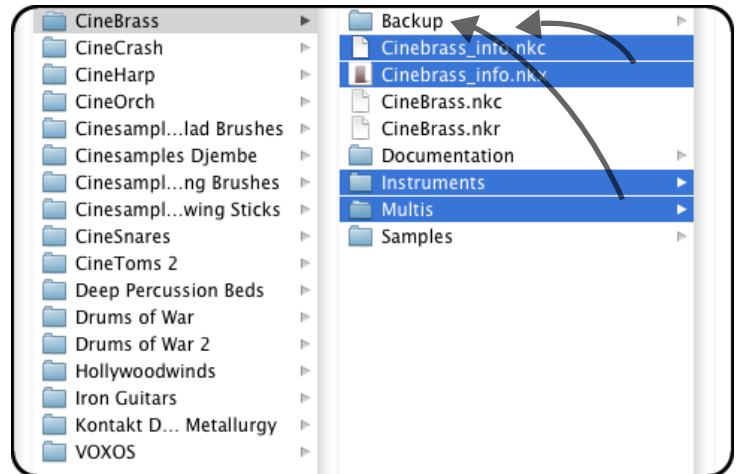 CineBrass
CineCrash
CineHarp
CineOrch
Cinesampl...lad Brushes
Cinesamples Djembe
Cinesampl...ng Brushes
Cinesampl...wing Sticks
CineSnares
CineToms 2
Deep Percussion Beds
Drums of War
Drums of War 2
Hollywoodwinds
Iron Guitars
Kontakt D... Metallurgy
VOXOS
Backup
Cinebrass_info.nkc
Cinebrass_info.nkx
CineBrass.nkc
CineBrass.nkr
Documentation
Instruments
Multis
Samples